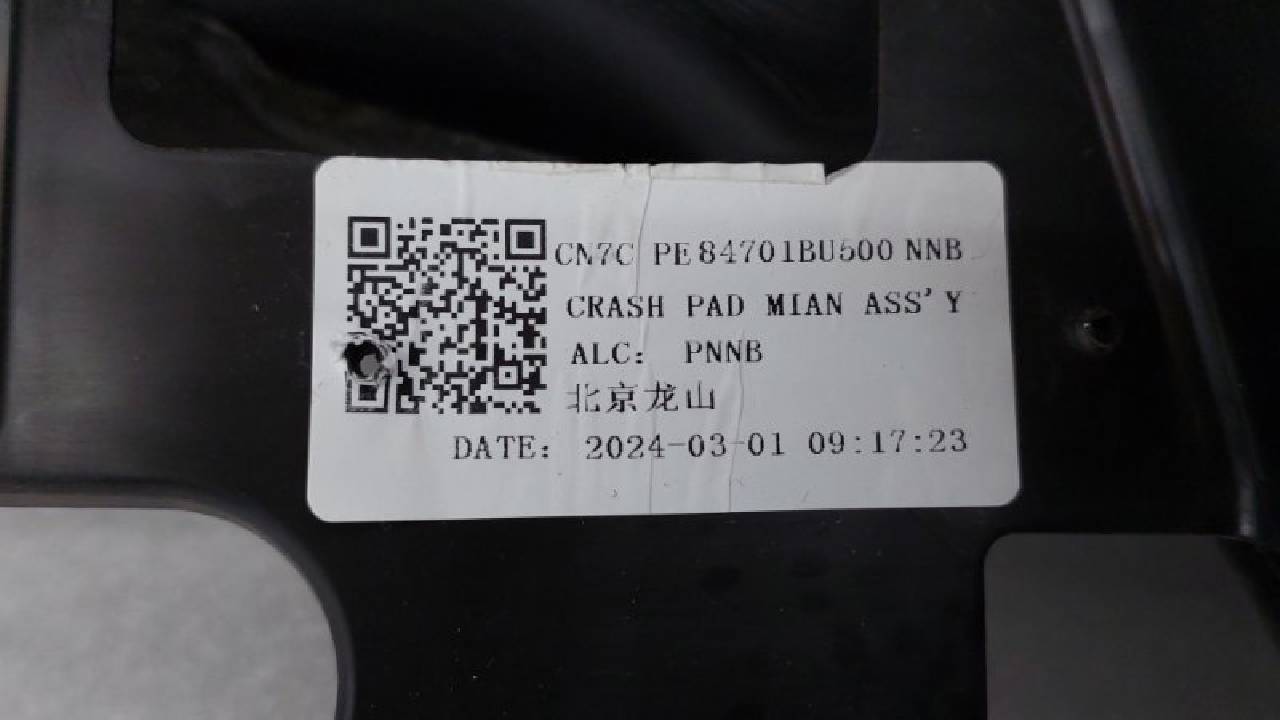 CN7C PE 84701BU500 NNB
CRASH PAD MIAN ASS'Y
ALC: PNNB
北京龙山
DATE: 2024-03-01 09:17:23